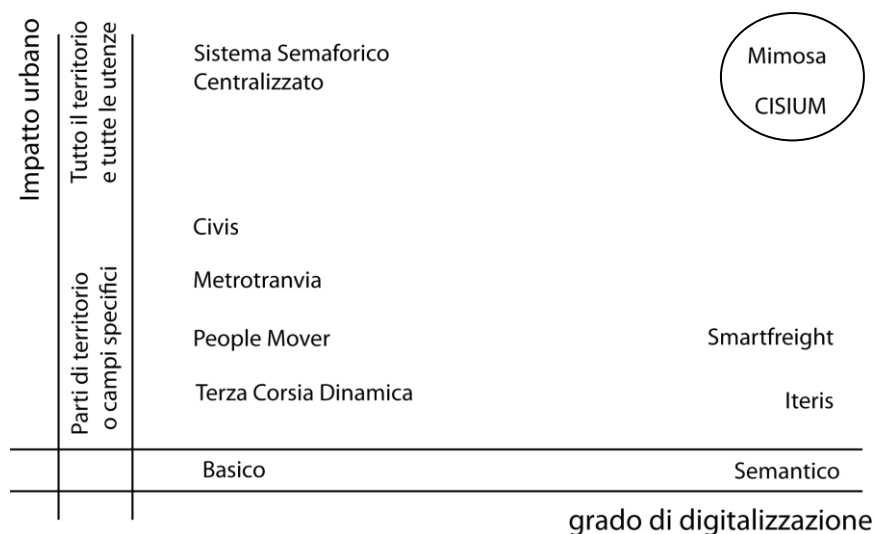 Impatto urbano
Tutto il territorio
e tutte le utenze
Sistema Semaforico
Centralizzato
Mimosa
CISIUM
Parti di territorio
o campi specifici
Civis
Metrotranvia
People Mover
Smartfreight
Terza Corsia Dinamica
Iteris
Basico
Semantico
grado di digitalizzazione